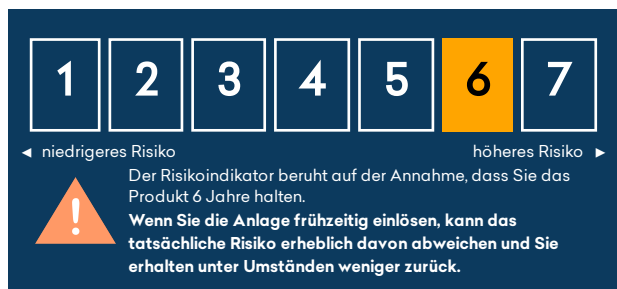 1 2 3 4 5 6 7
◄ niedrigeres Risiko höheres Risiko ►
Der Risikoindikator beruht auf der Annahme, dass Sie das
Produkt 6 Jahre halten.
Wenn Sie die Anlage frühzeitig einlösen, kann das
tatsächliche Risiko erheblich davon abweichen und Sie
erhalten unter Umständen weniger zurück.